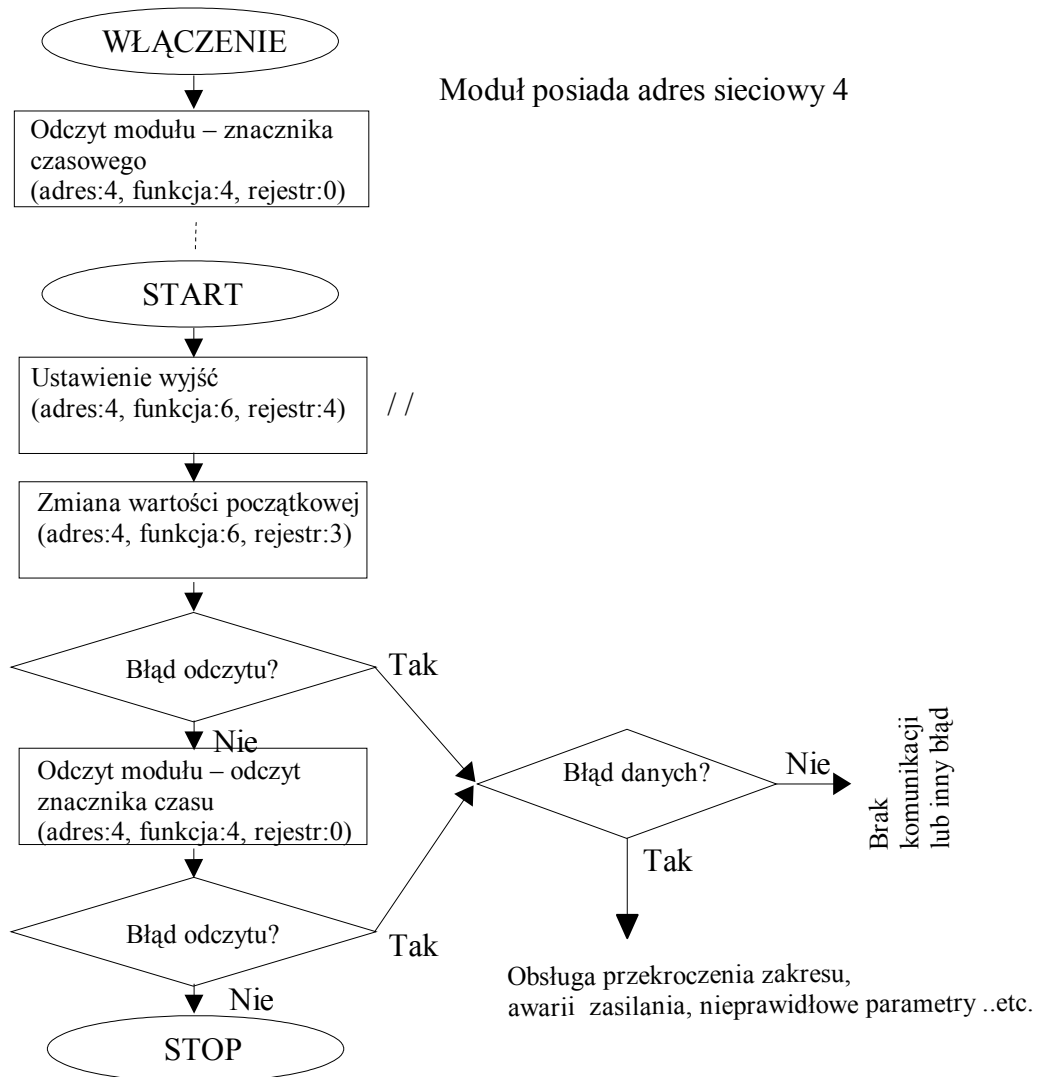 WŁĄCZENIE
Moduł posiada adres sieciowy 4
Odczyt modułu – znacznika
czasowego
(adres:4, funkcja:4, rejestr:0)
START
Ustawienie wyjść
(adres:4, funkcja:6, rejestr:4)
/ /
Zmiana wartości początkowej
(adres:4, funkcja:6, rejestr:3)
Błąd odczytu?
Tak
Nie
Odczyt modułu – odczyt
znacznika czasu
(adres:4, funkcja:4, rejestr:0)
Błąd danych?
Nie
Brak
komunikacji
lub inny błąd
Tak
Błąd odczytu?
Tak
Nie
Obsługa przekroczenia zakresu,
awarii zasilania, nieprawidłowe parametry ..etc.
STOP